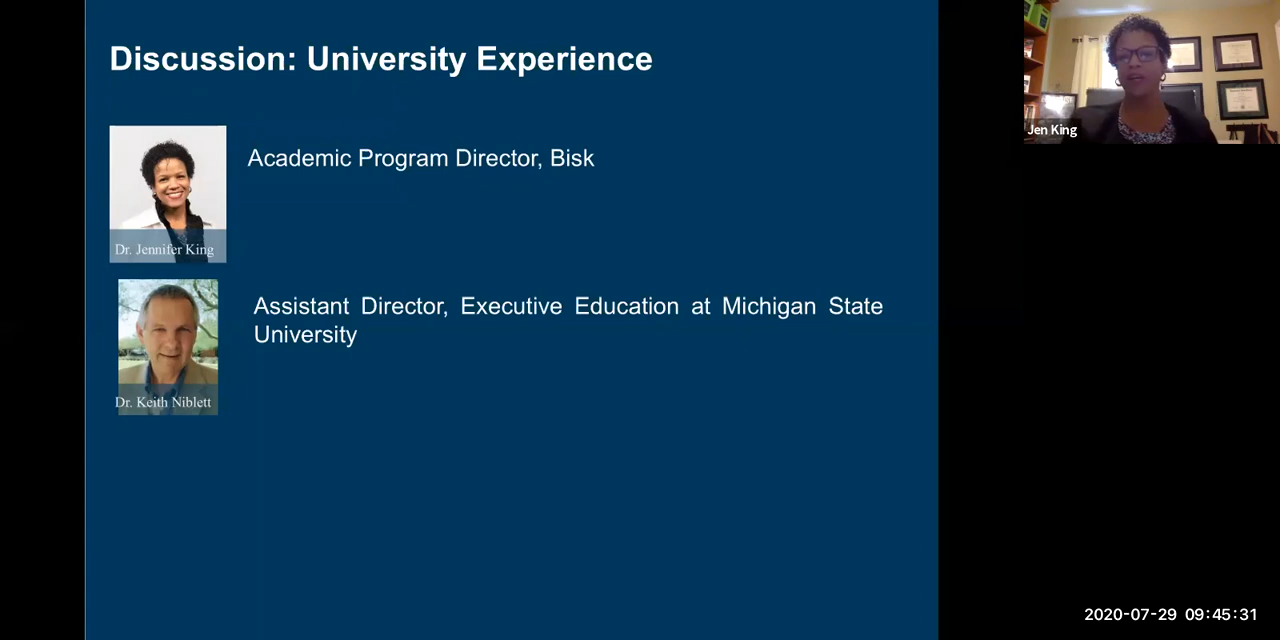 Discussion: University Experience
Academic Program Director, Bisk
Dr. Jennifer King
Assistant Director, Executive Education at Michigan State
University
Dr. Keith Niblett
Jen King
2020-07-29 09:45:31